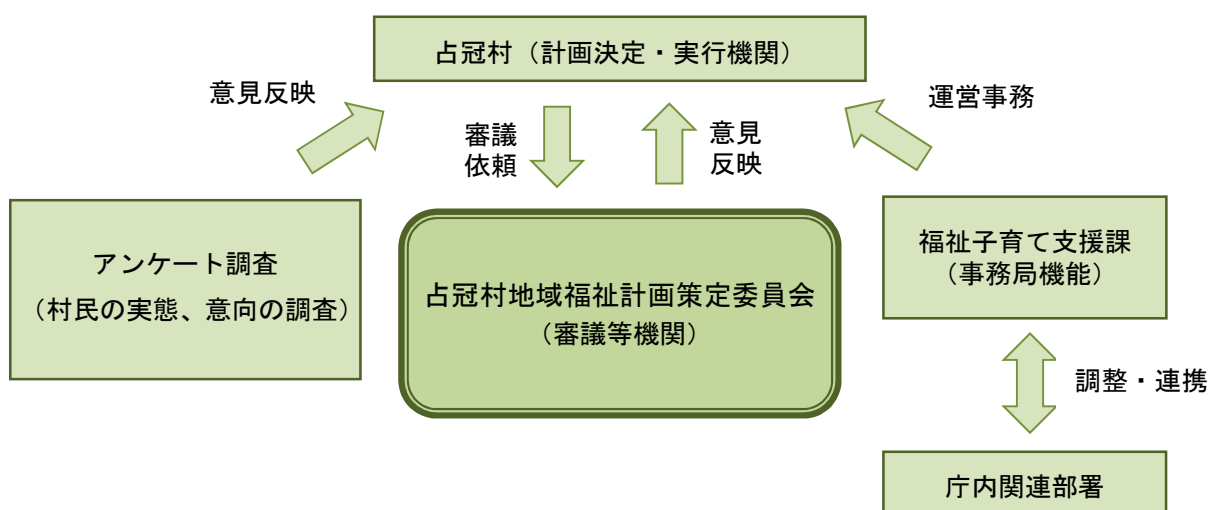 占冠村（計画決定・実行機関）
意見反映
運営事務
審議
依頼
意見
反映
アンケート調査
（村民の実態、意向の調査）
占冠村地域福祉計画策定委員会
（審議等機関）
福祉子育て支援課
（事務局機能）
調整・連携
庁内関連部署